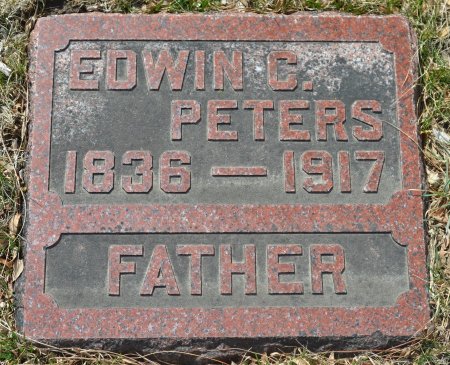 EDWIN C.
PETERS
1836 — 1917
FATHER